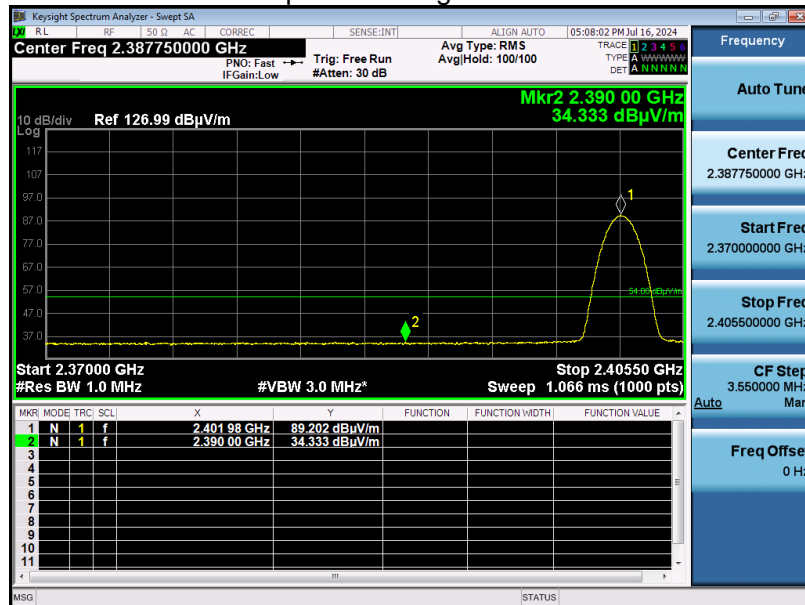 Keysight Spectrum Analyzer - Swept SA
LXI RL RF 50 Ω AC CORREC SENSE:INT ALIGN AUTO 05:08:02 PM Jul 16, 2024
Center Freq 2.387750000 GHz
PNO: Fast
IFGain:Low
Trig: Free Run
#Atten: 30 dB
Avg Type: RMS
Avg|Hold: 100/100
TRACE 1 2 3 4 5 6
TYPE A WWWWW
DET A N N N N N
Mkr2 2.390 00 GHz
34.333 dBµV/m
10 dB/div Ref 126.99 dBµV/m
Log
117
107
97.0
87.0
77.0
67.0
57.0
47.0
37.0
1
54.00 dBµV/m
2
Start 2.37000 GHz Stop 2.40550 GHz
#Res BW 1.0 MHz #VBW 3.0 MHz* Sweep 1.066 ms (1000 pts)
MKR MODE TRC SCL X Y FUNCTION FUNCTION WIDTH FUNCTION VALUE
1 N 1 f 2.401 98 GHz 89.202 dBµV/m
2 N 1 f 2.390 00 GHz 34.333 dBµV/m
3
4
5
6
7
8
9
10
11
MSG STATUS
Frequency
Auto Tune
Center Freq
2.387750000 GHz
Start Freq
2.370000000 GHz
Stop Freq
2.405500000 GHz
CF Step
3.550000 MHz
Auto Man
Freq Offset
0 Hz